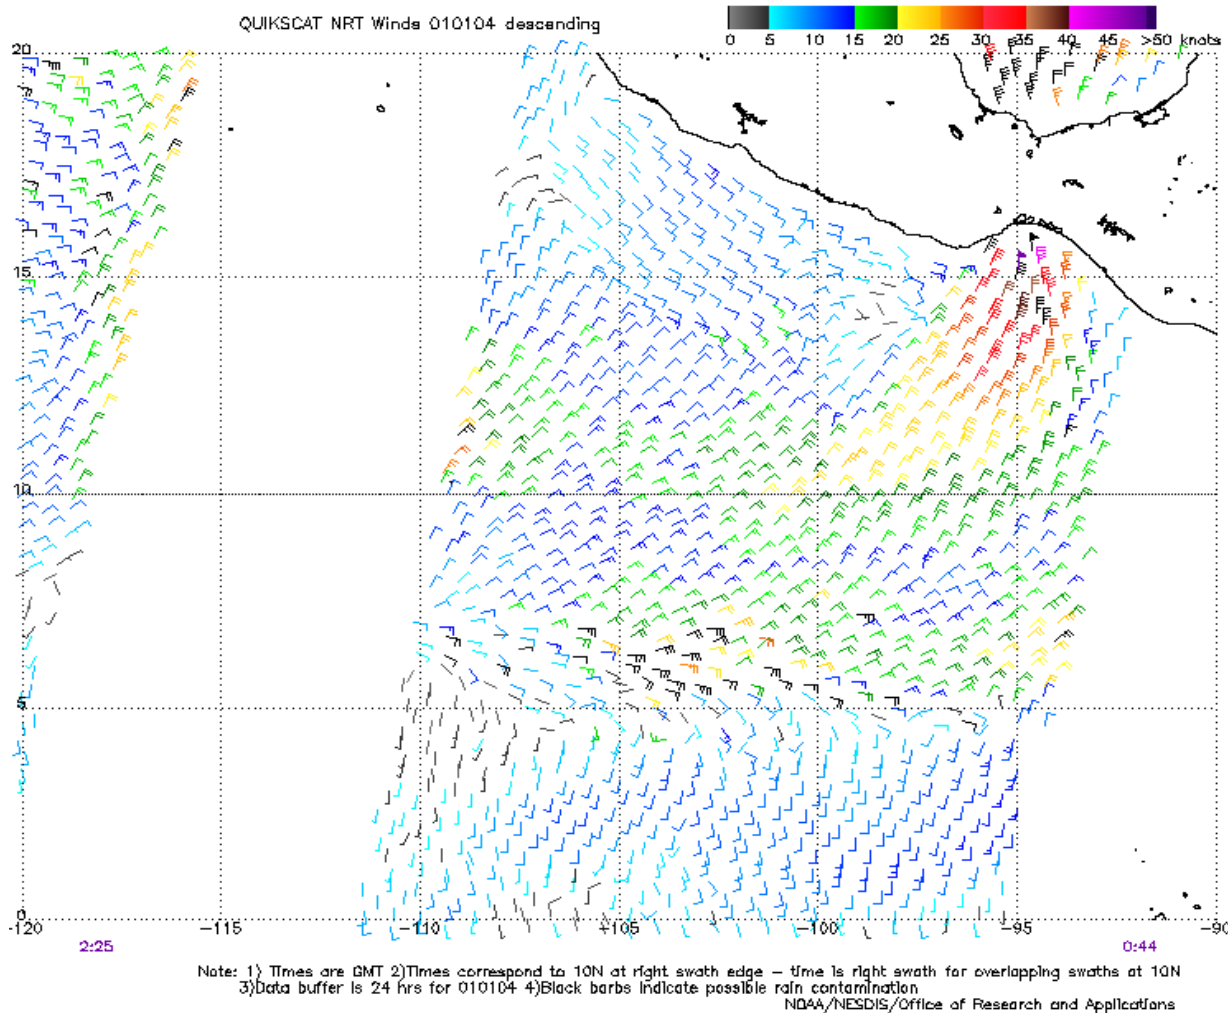 QUIKSCAT NRT Winds 010104 descending
0 5 10 15 20 25 30 35 40 45 >50 knots
20
15
10
5
0
-120 -115 -110 -105 -100 -95 -90
2:25 0:44
Note: 1) Times are GMT 2)Times correspond to 10N at right swath edge - time is right swath for overlapping swaths at 10N
3)Data buffer is 24 hrs for 010104 4)Black barbs indicate possible rain contamination
NOAA/NESDIS/Office of Research and Applications